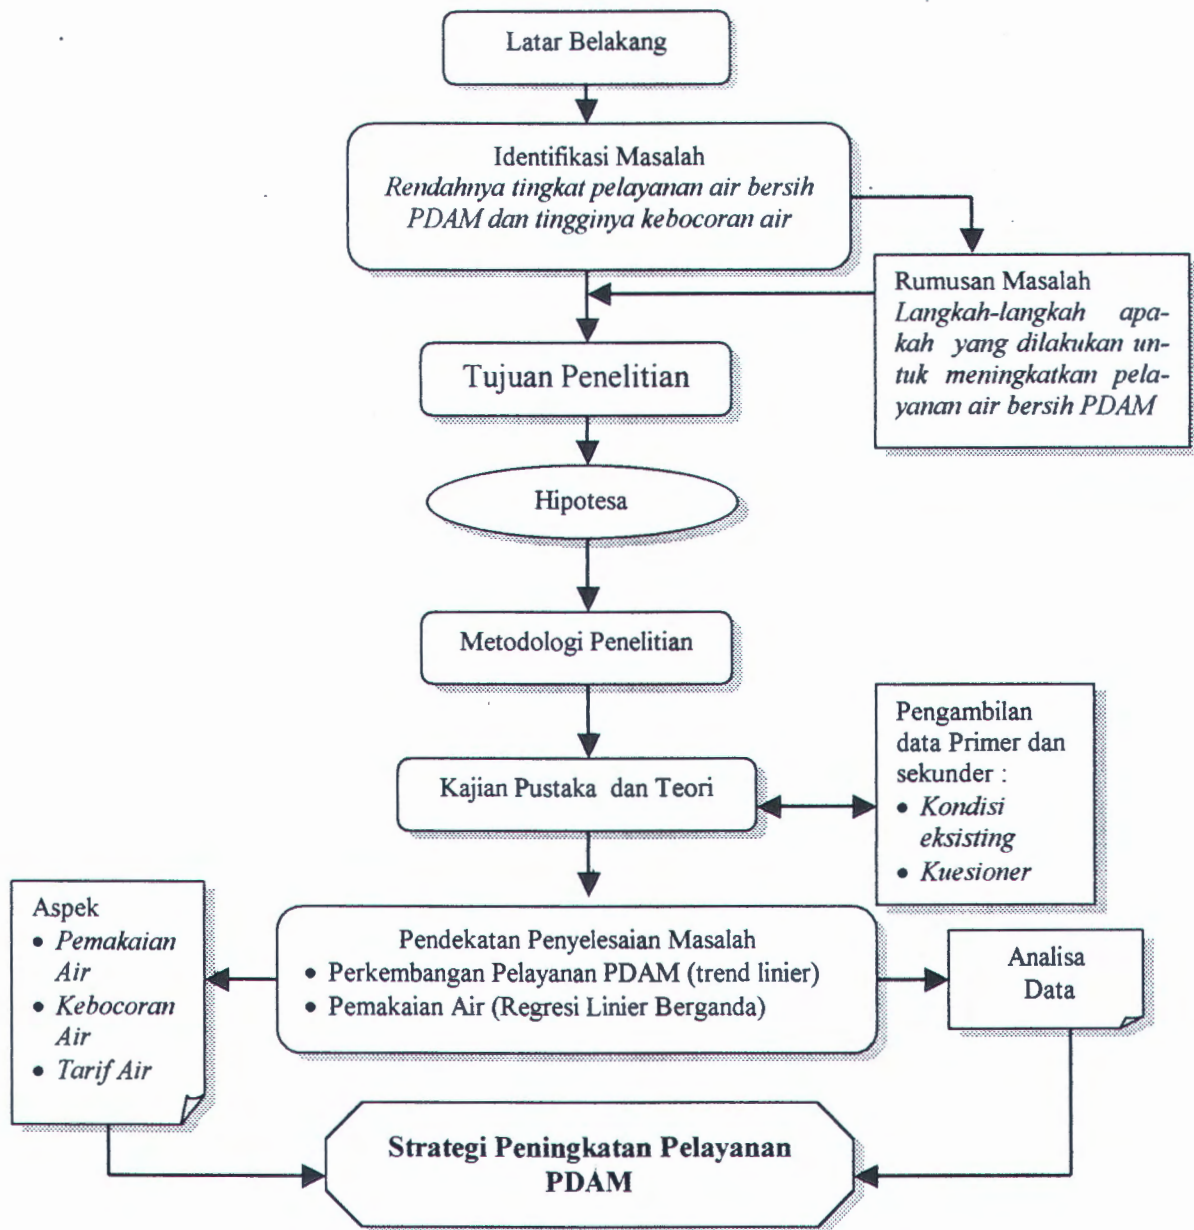 Latar Belakang
Identifikasi Masalah
Rendahnya tingkat pelayanan air bersih
PDAM dan tingginya kebocoran air
Rumusan Masalah
Langkah-langkah apa-
kah yang dilakukan un-
tuk meningkatkan pela-
yanan air bersih PDAM
Tujuan Penelitian
Hipotesa
Metodologi Penelitian
Kajian Pustaka dan Teori
Pengambilan
data Primer dan
sekunder :
• Kondisi
eksisting
• Kuesioner
Aspek
• Pemakaian
Air
• Kebocoran
Air
• Tarif Air
Pendekatan Penyelesaian Masalah
• Perkembangan Pelayanan PDAM (trend linier)
• Pemakaian Air (Regresi Linier Berganda)
Analisa
Data
Strategi Peningkatan Pelayanan
PDAM